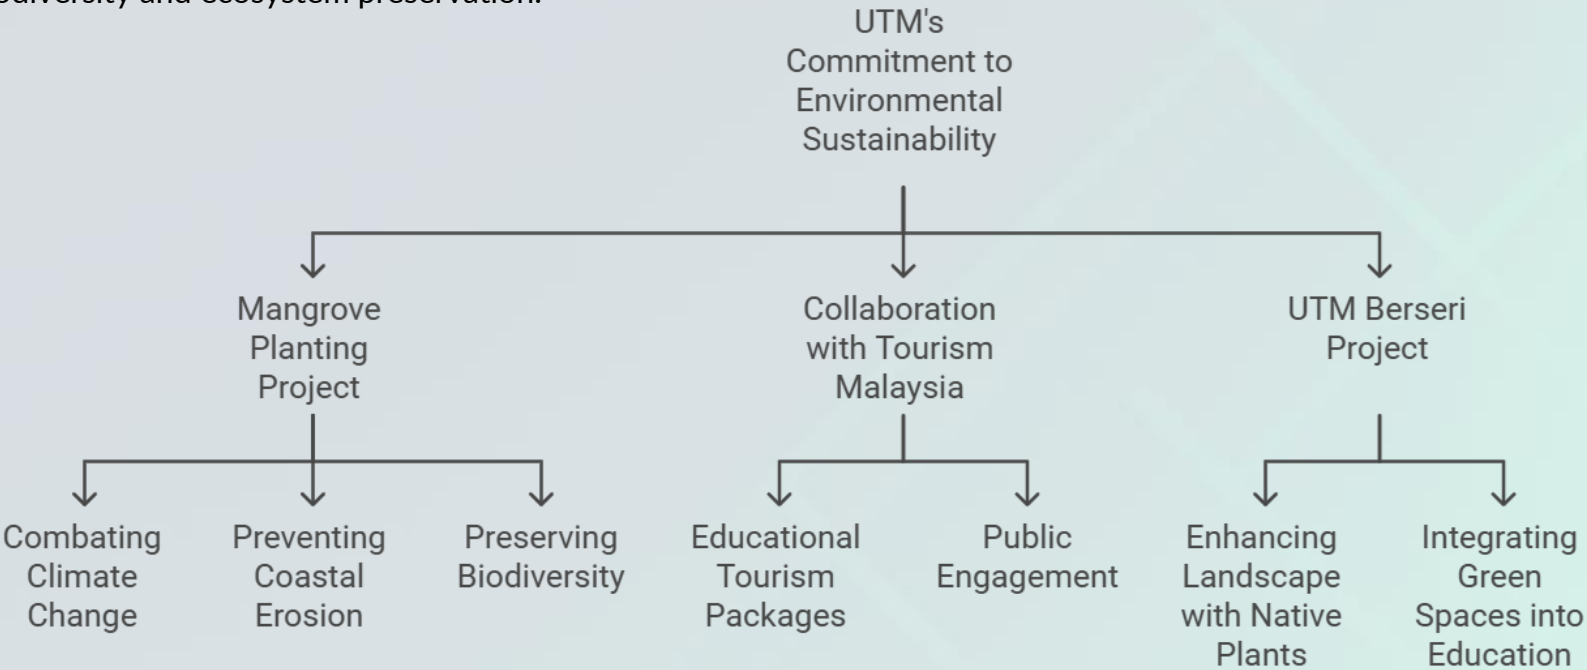 ecosystem preservation.
UTM's
Commitment to
Environmental
Sustainability
Mangrove
Planting
Project
Collaboration
with Tourism
Malaysia
UTM Berseri
Project
Combating
Climate
Change
Preventing
Coastal
Erosion
Preserving
Biodiversity
Educational
Tourism
Packages
Public
Engagement
Enhancing
Landscape
with Native
Plants
Integrating
Green
Spaces into
Education